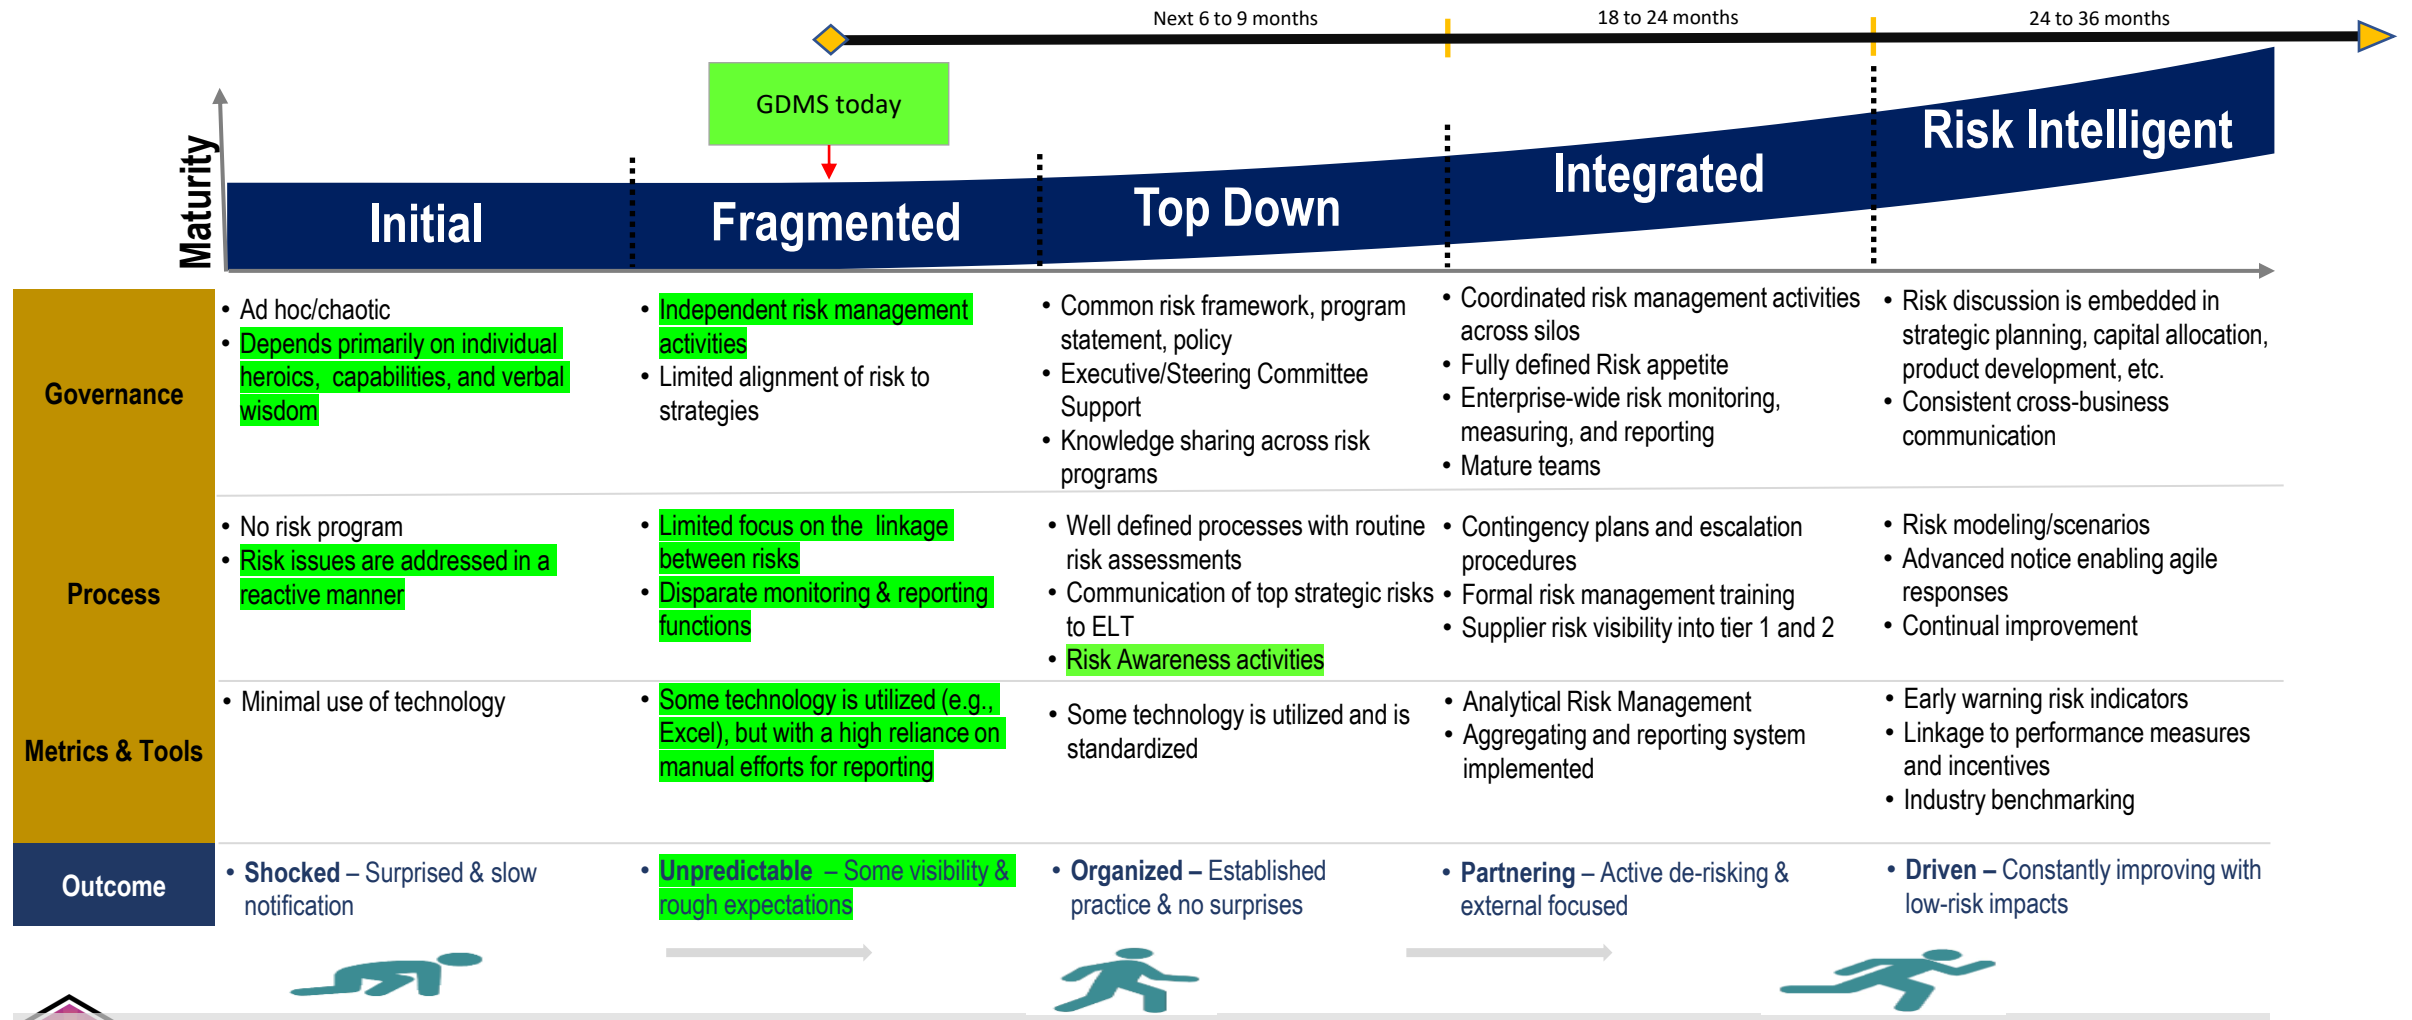 Next 6 to 9 months
18 to 24 months
24 to 36 months
GDMS today
Maturity
Initial
Fragmented
Top Down
Integrated
Risk Intelligent
Governance
• Ad hoc/chaotic
• Depends primarily on individual
heroics, capabilities, and verbal
wisdom
• Independent risk management
activities
• Limited alignment of risk to
strategies
• Common risk framework, program
statement, policy
• Executive/Steering Committee
Support
• Knowledge sharing across risk
programs
• Coordinated risk management activities
across silos
• Fully defined Risk appetite
• Enterprise-wide risk monitoring,
measuring, and reporting
• Mature teams
• Risk discussion is embedded in
strategic planning, capital allocation,
product development, etc.
• Consistent cross-business
communication
Process
• No risk program
• Risk issues are addressed in a
reactive manner
• Limited focus on the linkage
between risks
• Disparate monitoring & reporting
functions
• Well defined processes with routine
risk assessments
• Communication of top strategic risks
to ELT
• Risk Awareness activities
• Contingency plans and escalation
procedures
• Formal risk management training
• Supplier risk visibility into tier 1 and 2
• Risk modeling/scenarios
• Advanced notice enabling agile
responses
• Continual improvement
Metrics & Tools
• Minimal use of technology
• Some technology is utilized (e.g.,
Excel), but with a high reliance on
manual efforts for reporting
• Some technology is utilized and is
standardized
• Analytical Risk Management
• Aggregating and reporting system
implemented
• Early warning risk indicators
• Linkage to performance measures
and incentives
• Industry benchmarking
Outcome
• Shocked – Surprised & slow
notification
• Unpredictable – Some visibility &
rough expectations
• Organized – Established
practice & no surprises
• Partnering – Active de-risking &
external focused
• Driven – Constantly improving with
low-risk impacts